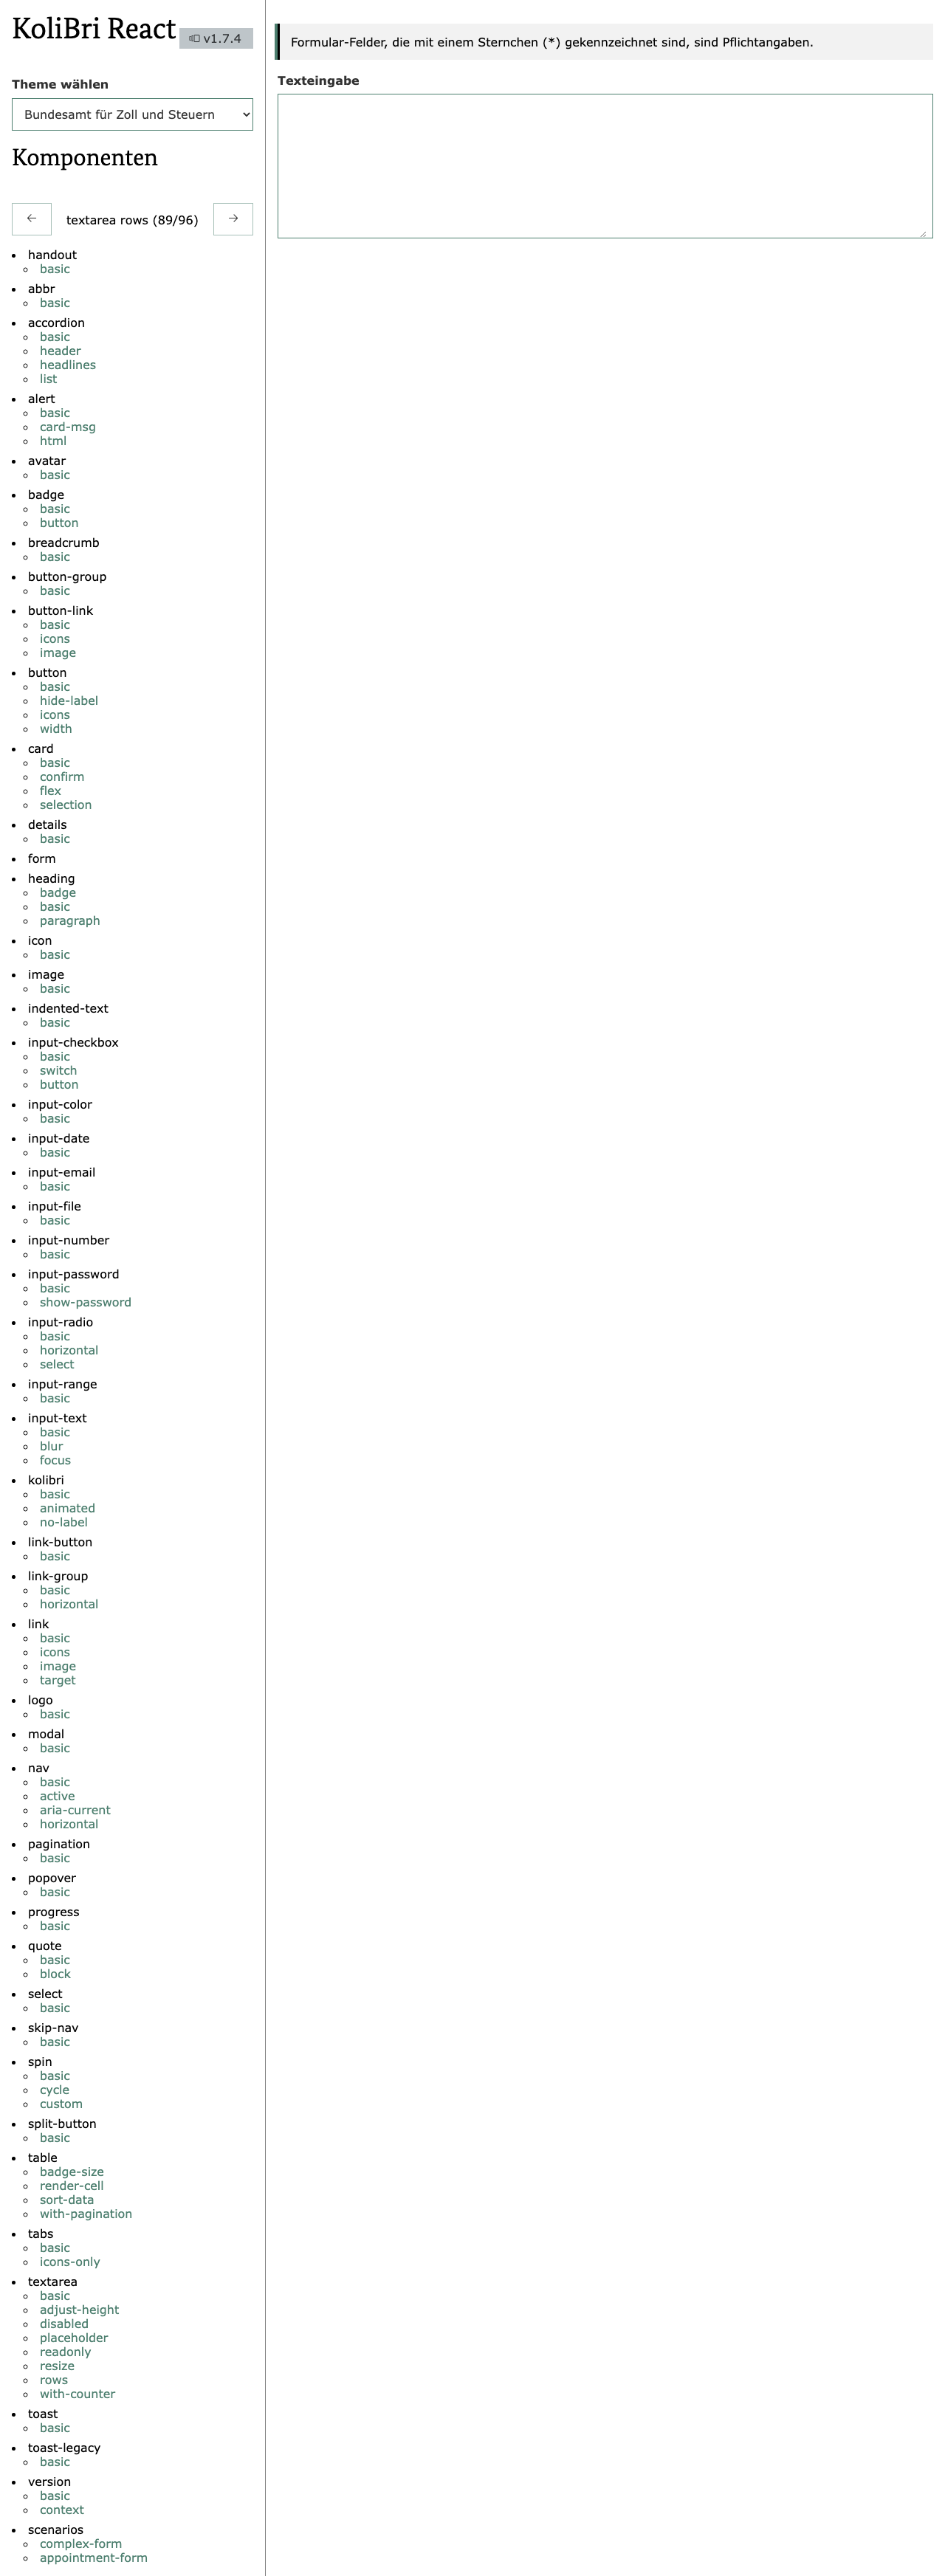 KoliBri React
v1.7.4
Theme wählen
Bundesamt für Zoll und Steuern
Komponenten
← textarea rows (89/96) →
handout
basic
abbr
basic
accordion
basic
header
headlines
list
alert
basic
card-msg
html
avatar
basic
badge
basic
button
breadcrumb
basic
button-group
basic
button-link
basic
icons
image
button
basic
hide-label
icons
width
card
basic
confirm
flex
selection
details
basic
form
heading
badge
basic
paragraph
icon
basic
image
basic
indented-text
basic
input-checkbox
basic
switch
button
input-color
basic
input-date
basic
input-email
basic
input-file
basic
input-number
basic
input-password
basic
show-password
input-radio
basic
horizontal
select
input-range
basic
input-text
basic
blur
focus
kolibri
basic
animated
no-label
link-button
basic
link-group
basic
horizontal
link
basic
icons
image
target
logo
basic
modal
basic
nav
basic
active
aria-current
horizontal
pagination
basic
popover
basic
progress
basic
quote
basic
block
select
basic
skip-nav
basic
spin
basic
cycle
custom
split-button
basic
table
badge-size
render-cell
sort-data
with-pagination
tabs
basic
icons-only
textarea
basic
adjust-height
disabled
placeholder
readonly
resize
rows
with-counter
toast
basic
toast-legacy
basic
version
basic
context
scenarios
complex-form
appointment-form
Formular-Felder, die mit einem Sternchen (*) gekennzeichnet sind, sind Pflichtangaben.
Texteingabe